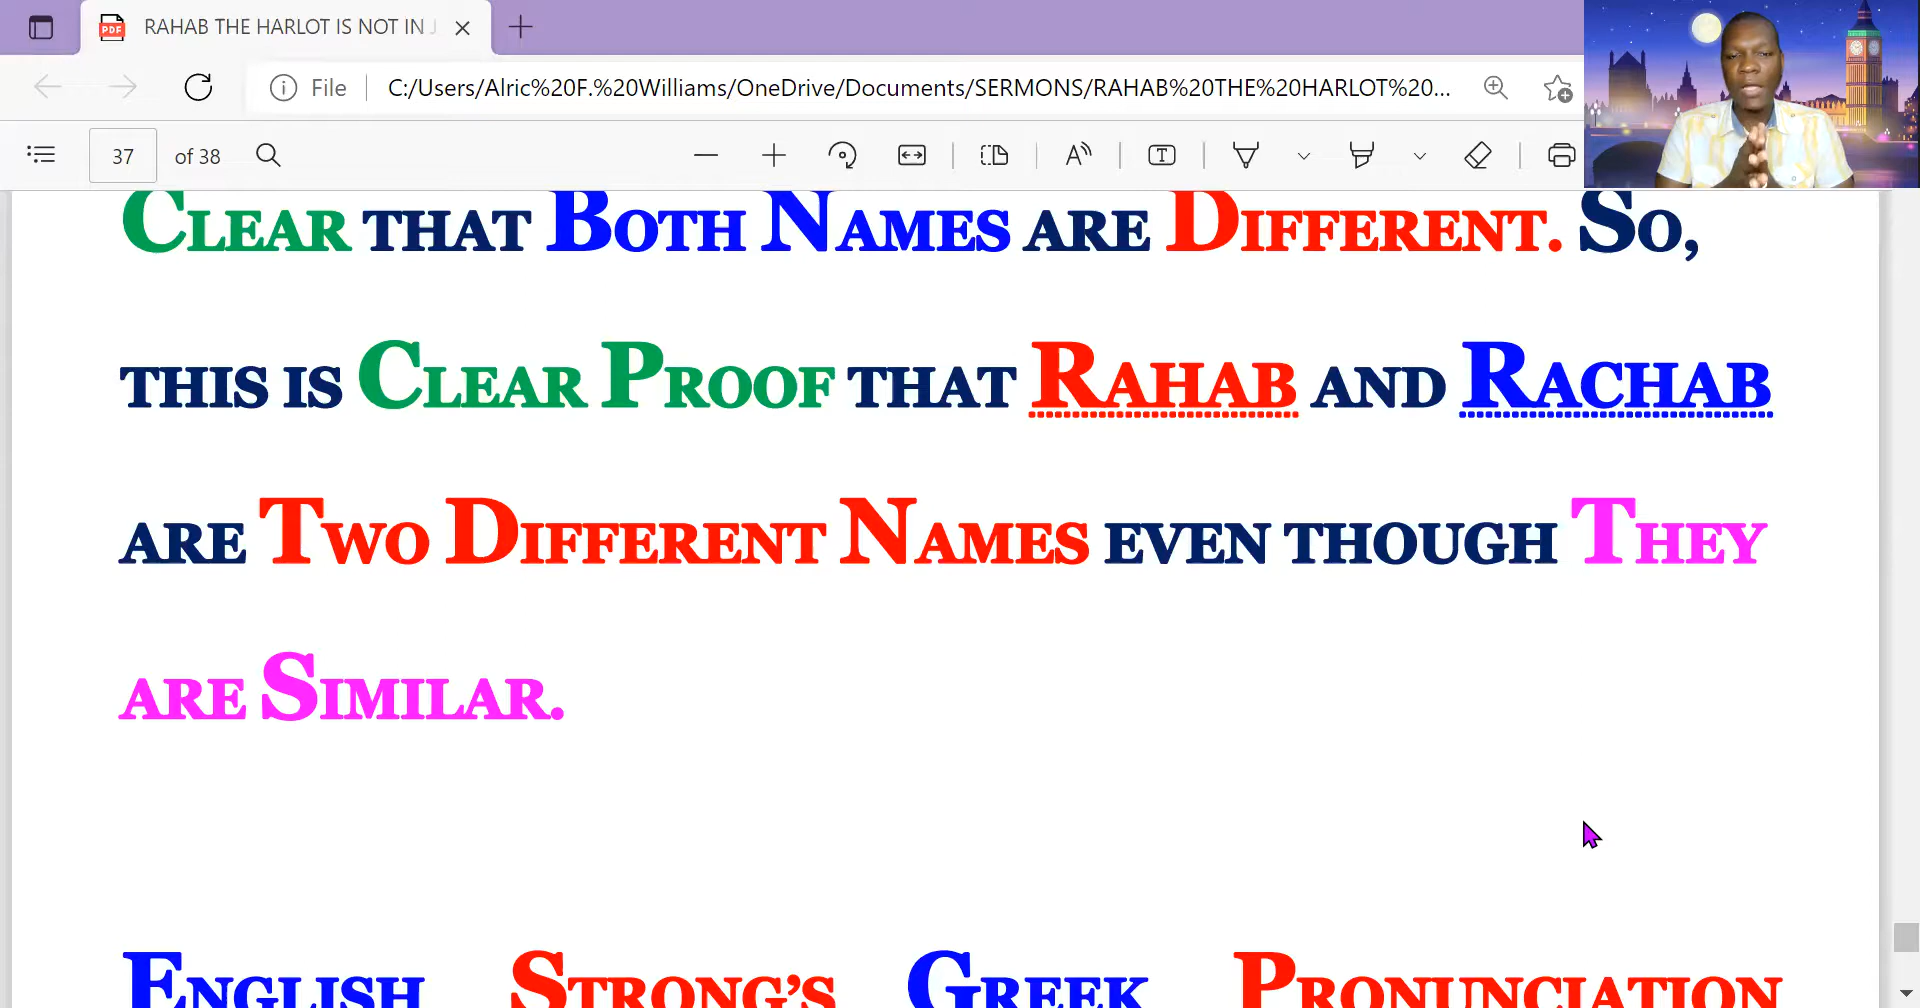 RAHAB THE HARLOT IS NOT IN J
File
C:/Users/Alric%20F.%20Williams/OneDrive/Documents/SERMONS/RAHAB%20THE%20HARLOT%20...
37 of 38
CLEAR THAT BOTH NAMES ARE DIFFERENT. SO,
THIS IS CLEAR PROOF THAT RAHAB AND RACHAB
ARE TWO DIFFERENT NAMES EVEN THOUGH THEY
ARE SIMILAR.
ENGLISH STRONG'S GREEK PRONUNCIATION